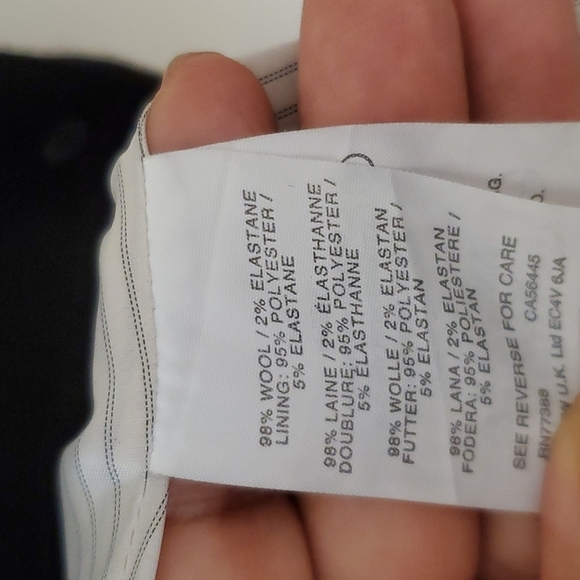 98% WOOL / 2% ELASTANE
LINING: 95% POLYESTER /
5% ELASTANE
98% LAINE / 2% ÉLASTHANNE
DOUBLURE: 95% POLYESTER /
5% ÉLASTHANNE
98% WOLLE / 2% ELASTAN
FUTTER: 95% POLYESTER /
5% ELASTAN
98% LANA / 2% ELASTAN
FODERA: 95% POLIESTERE /
5% ELASTAN
SEE REVERSE FOR CARE
CA56445
RN77388
U.K. Ltd EC4V 6JA
G.